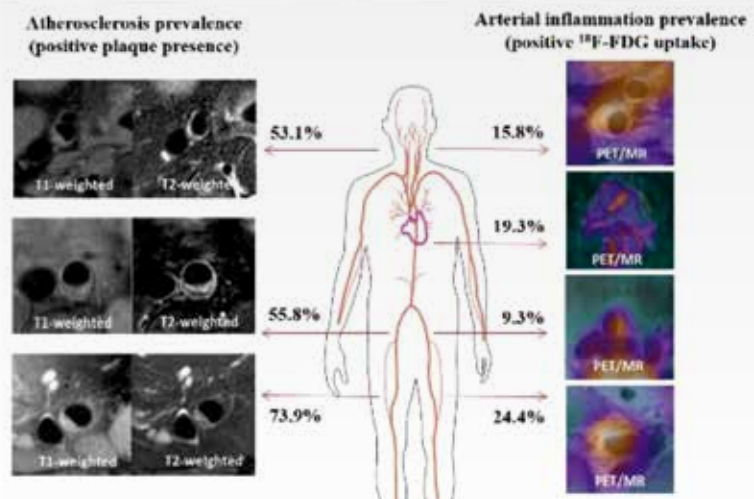 Atherosclerosis prevalence
(positive plaque presence)
Arterial inflammation prevalence
(positive ¹⁸F-FDG uptake)
T1-weighted
T2-weighted
53.1%
15.8%
PET/MR
19.3%
PET/MR
T1-weighted
T2-weighted
55.8%
9.3%
PET/MR
T1-weighted
T2-weighted
73.9%
24.4%
PET/MR